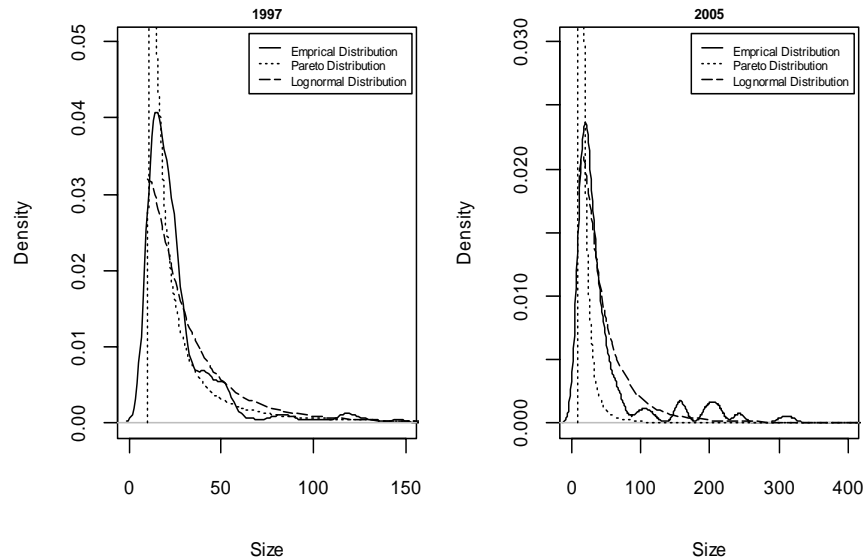 1997
Emprical Distribution
Pareto Distribution
Lognormal Distribution
Density
0.00
0.01
0.02
0.03
0.04
0.05
0
50
100
150
Size
2005
Emprical Distribution
Pareto Distribution
Lognormal Distribution
Density
0.000
0.010
0.020
0.030
0
100
200
300
400
Size